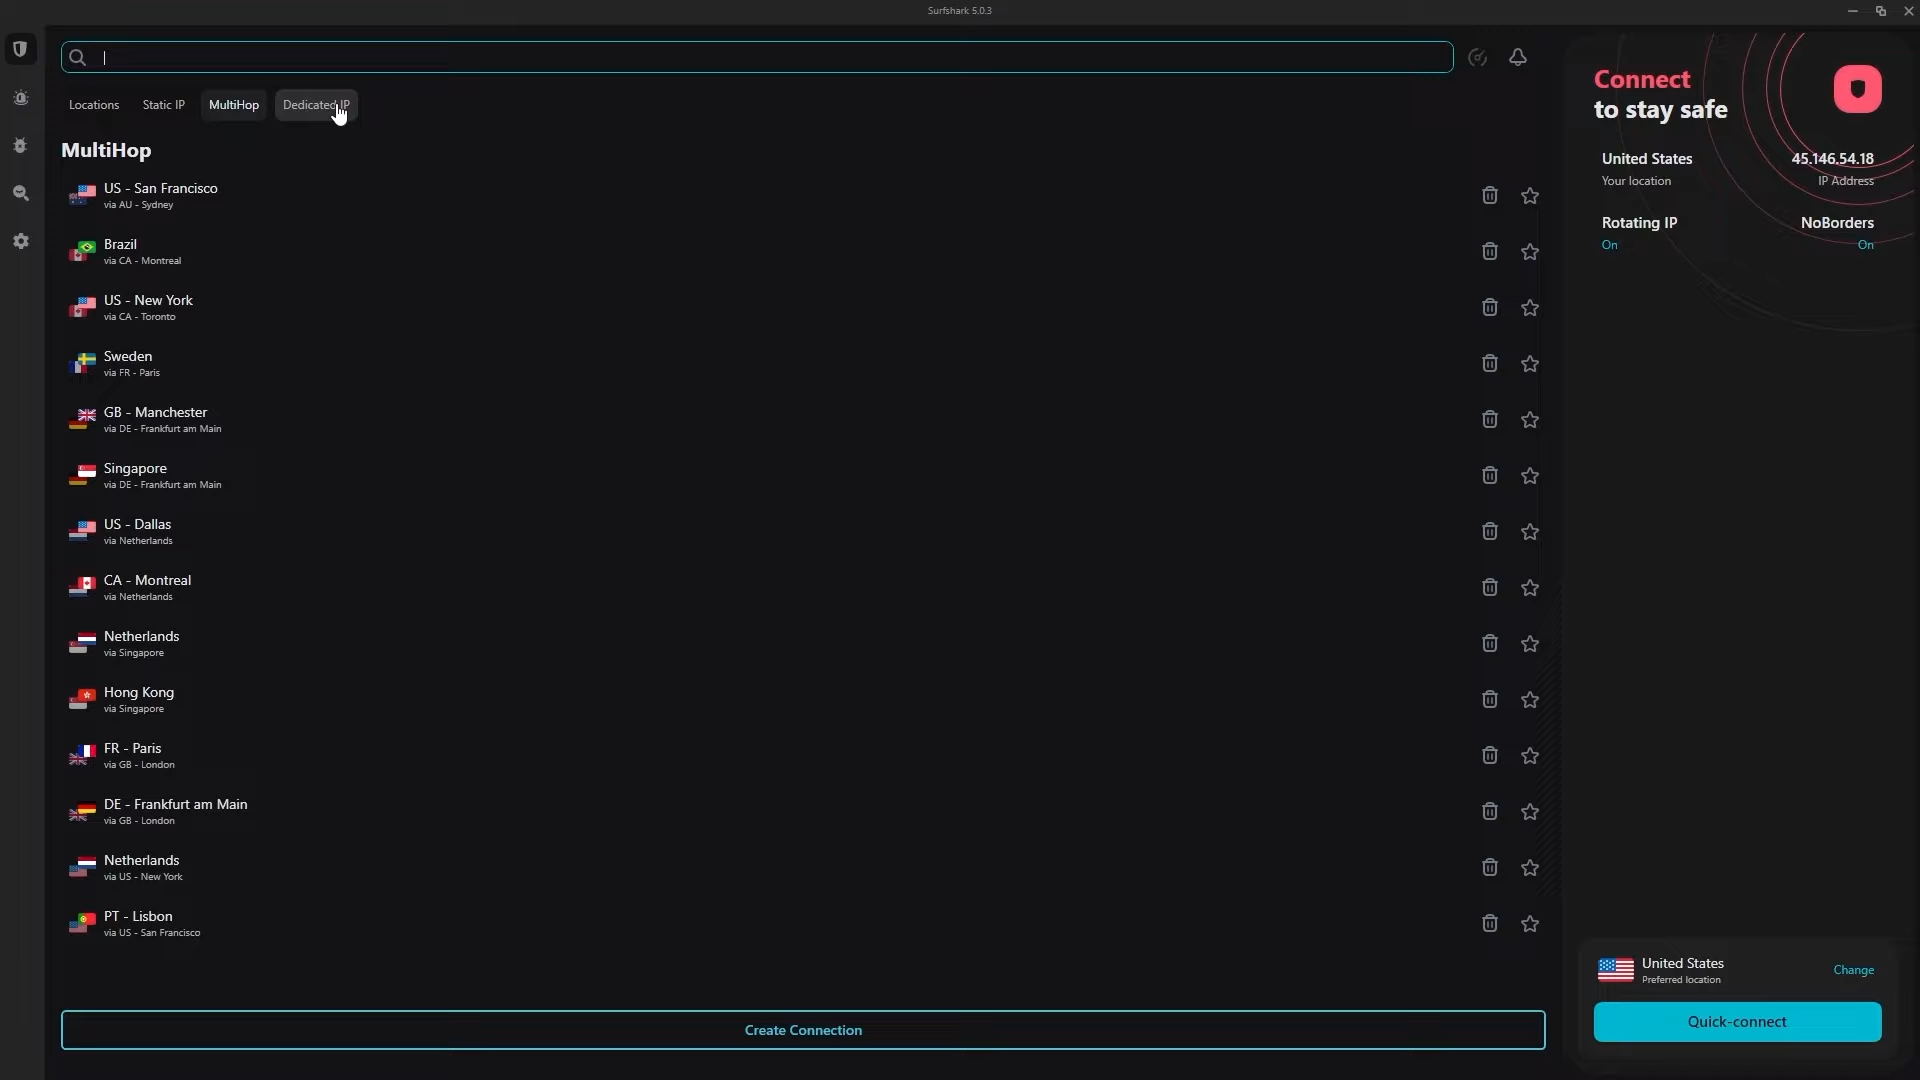 Surfshark 5.0.3
Locations
Static IP
MultiHop
Dedicated IP
MultiHop
US - San Francisco
via AU - Sydney
Brazil
via CA - Montreal
US - New York
via CA - Toronto
Sweden
via FR - Paris
GB - Manchester
via DE - Frankfurt am Main
Singapore
via DE - Frankfurt am Main
US - Dallas
via Netherlands
CA - Montreal
via Netherlands
Netherlands
via Singapore
Hong Kong
via Singapore
FR - Paris
via GB - London
DE - Frankfurt am Main
via GB - London
Netherlands
via US - New York
PT - Lisbon
via US - San Francisco
Create Connection
Connect
to stay safe
United States
45.146.54.18
Your location
IP Address
Rotating IP
NoBorders
On
On
United States
Preferred location
Change
Quick-connect